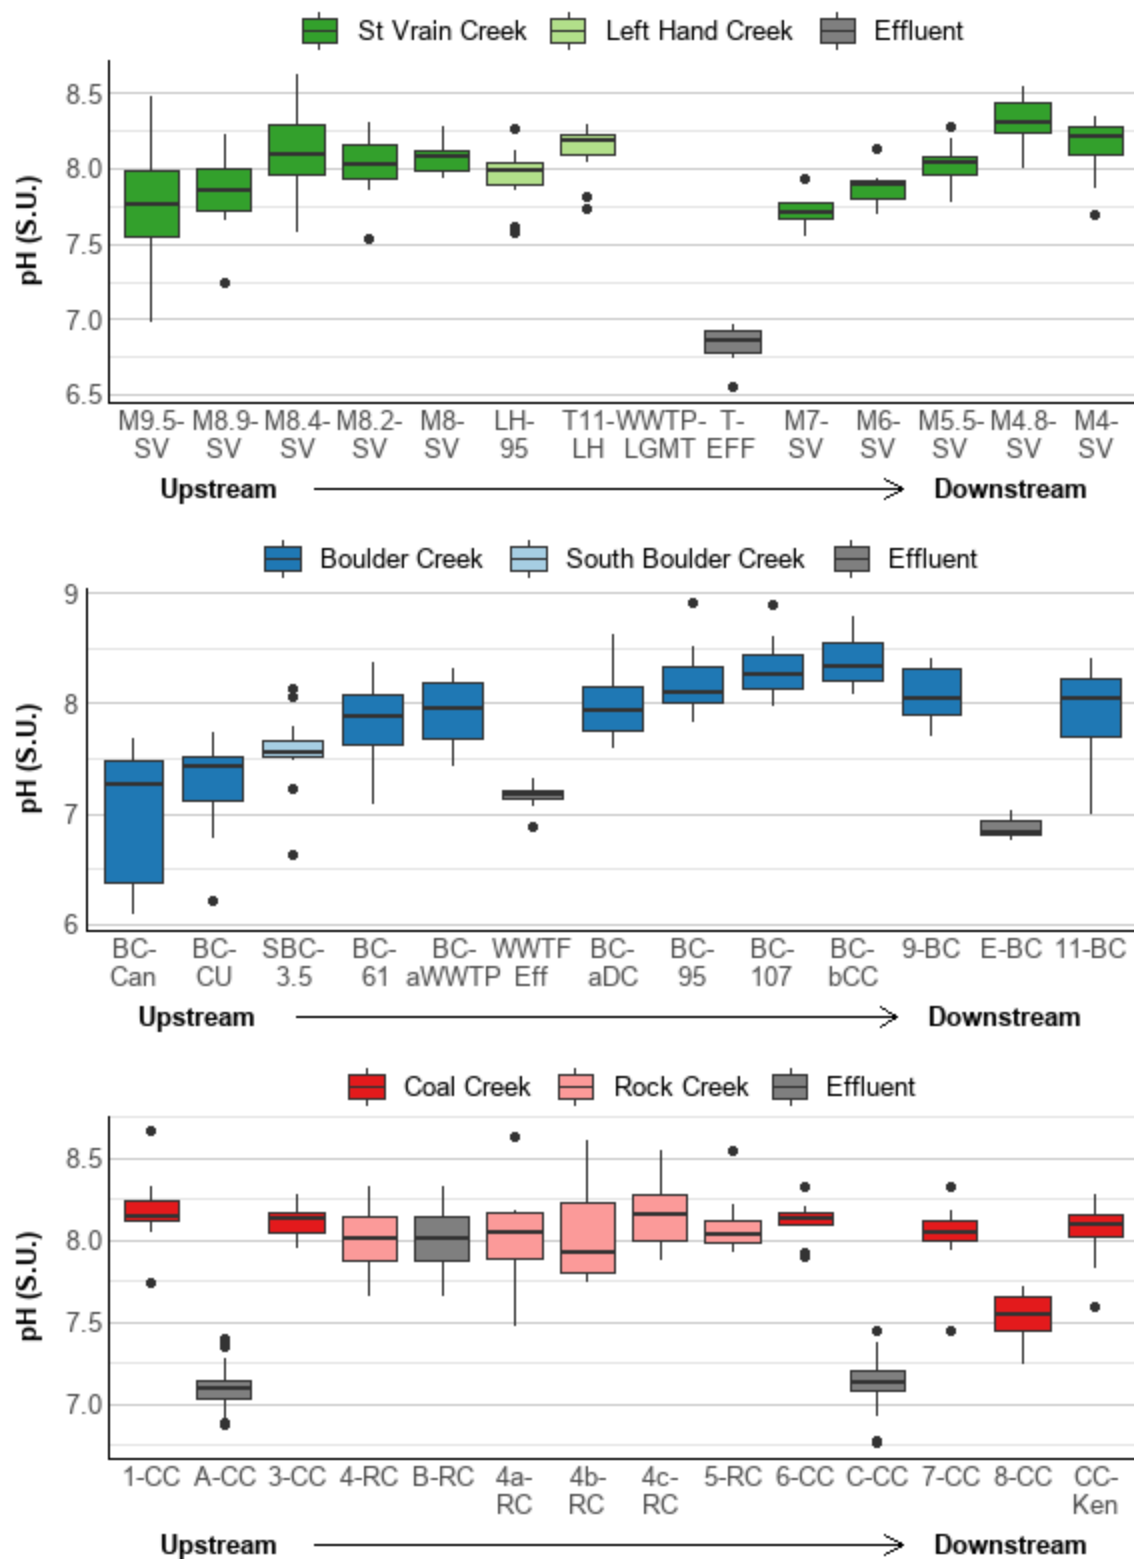 St Vrain Creek Left Hand Creek Effluent
pH (S.U.)
8.5
8.0
7.5
7.0
6.5
M9.5- M8.9- M8.4- M8.2- M8- LH- T11- WWTP- T- M7- M6- M5.5- M4.8- M4-
SV SV SV SV SV 95 LH LGMT EFF SV SV SV SV SV
Upstream Downstream
Boulder Creek South Boulder Creek Effluent
pH (S.U.)
9
8
7
6
BC- BC- SBC- BC- BC- WWTF BC- BC- BC- BC- 9-BC E-BC 11-BC
Can CU 3.5 61 aWWTP Eff aDC 95 107 bCC
Upstream Downstream
Coal Creek Rock Creek Effluent
pH (S.U.)
8.5
8.0
7.5
7.0
1-CC A-CC 3-CC 4-RC B-RC 4a- 4b- 4c- 5-RC 6-CC C-CC 7-CC 8-CC CC-
RC RC RC Ken
Upstream Downstream